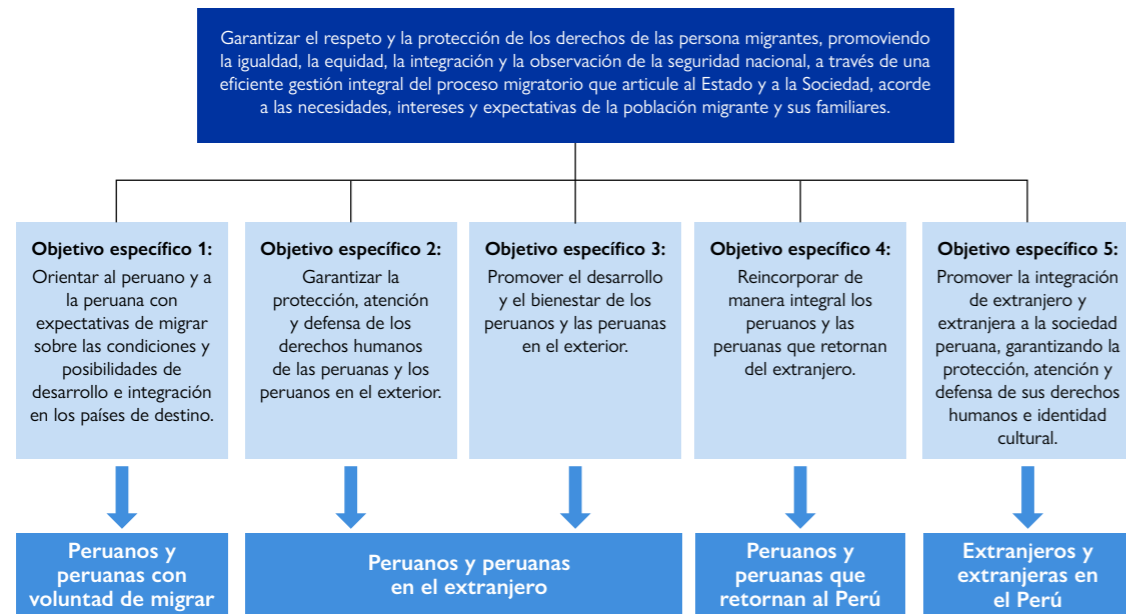 Garantizar el respeto y la protección de los derechos de las persona migrantes, promoviendo
la igualdad, la equidad, la integración y la observación de la seguridad nacional, a través de una
eficiente gestión integral del proceso migratorio que articule al Estado y a la Sociedad, acorde
a las necesidades, intereses y expectativas de la población migrante y sus familiares.
Objetivo específico 1:
Orientar al peruano y a
la peruana con
expectativas de migrar
sobre las condiciones y
posibilidades de
desarrollo e integración
en los países de destino.
Objetivo específico 2:
Garantizar la
protección, atención
y defensa de los
derechos humanos
de las peruanas y los
peruanos en el exterior.
Objetivo específico 3:
Promover el desarrollo
y el bienestar de los
peruanos y las peruanas
en el exterior.
Objetivo específico 4:
Reincorporar de
manera integral los
peruanos y las
peruanas que retornan
del extranjero.
Objetivo específico 5:
Promover la integración
de extranjero y
extranjera a la sociedad
peruana, garantizando la
protección, atención y
defensa de sus derechos
humanos e identidad
cultural.
Peruanos y
peruanas con
voluntad de migrar
Peruanos y peruanas
en el extranjero
Peruanos y
peruanas que
retornan al Perú
Extranjeros y
extranjeras en
el Perú